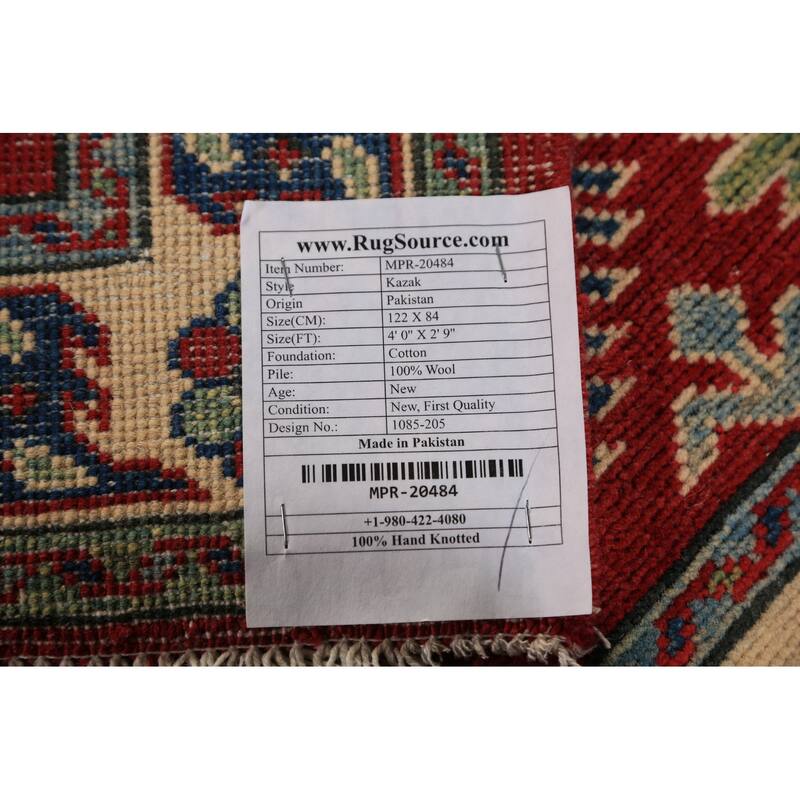 www.RugSource.com
Item Number: MPR-20484
Style Kazak
Origin Pakistan
Size(CM): 122 X 84
Size(FT): 4' 0" X 2' 9"
Foundation: Cotton
Pile: 100% Wool
Age: New
Condition: New, First Quality
Design No.: 1085-205
Made in Pakistan
MPR-20484
+1-980-422-4080
100% Hand Knotted